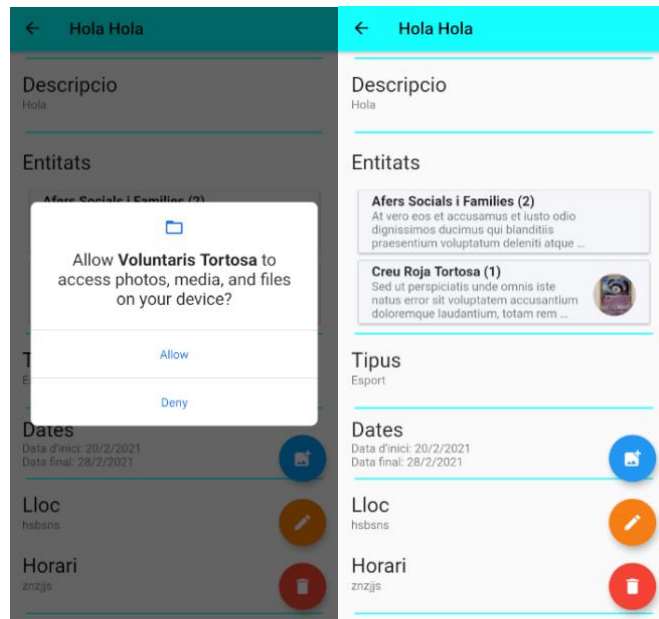 Hola Hola
Descripcio
Hola
Entitats
Afers Socials i Families (2)
Allow Voluntaris Tortosa to
access photos, media, and files
on your device?
Allow
Deny
Dates
Data d'inici: 20/2/2021
Data final: 28/2/2021
Lloc
hsbsns
Horari
znzjjs
Hola Hola
Descripcio
Hola
Entitats
Afers Socials i Families (2)
At vero eos et accusamus et iusto odio
dignissimos ducimus qui blanditiis
praesentium voluptatum deleniti atque ...
Creu Roja Tortosa (1)
Sed ut perspiciatis unde omnis iste
natus error sit voluptatem accusantium
doloremque laudantium, totam rem ...
Tipus
Esport
Dates
Data d'inici: 20/2/2021
Data final: 28/2/2021
Lloc
hsbsns
Horari
znzjjs